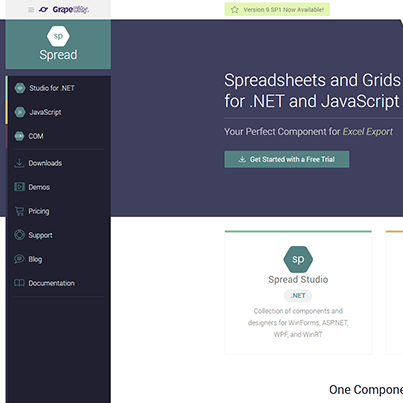 GrapeCity
sp
Spread
Studio for .NET
JavaScript
COM
Downloads
Demos
Pricing
Support
Blog
Documentation
Version 9 SP1 Now Available!
Spreadsheets and Grids
for .NET and JavaScript
Your Perfect Component for Excel Export
Get Started with a Free Trial
sp
Spread Studio
.NET
Collection of components and
designers for WinForms, ASP.NET,
WPF, and WinRT
One Compone